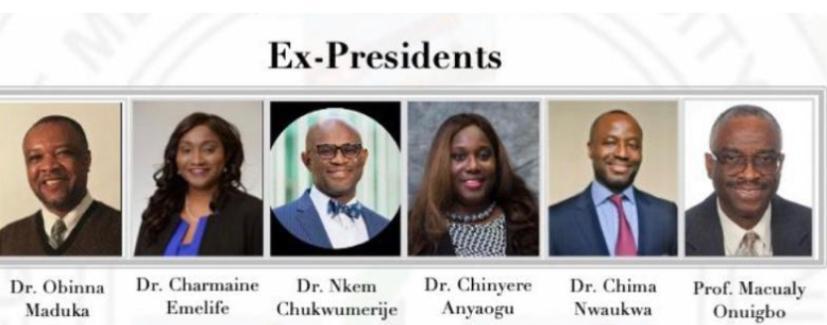 Ex-Presidents
Dr. Obinna
Maduka
Dr. Charmaine
Emelife
Dr. Nkem
Chukwumerije
Dr. Chinyere
Anyaogu
Dr. Chima
Nwaukwa
Prof. Macualy
Onuigbo